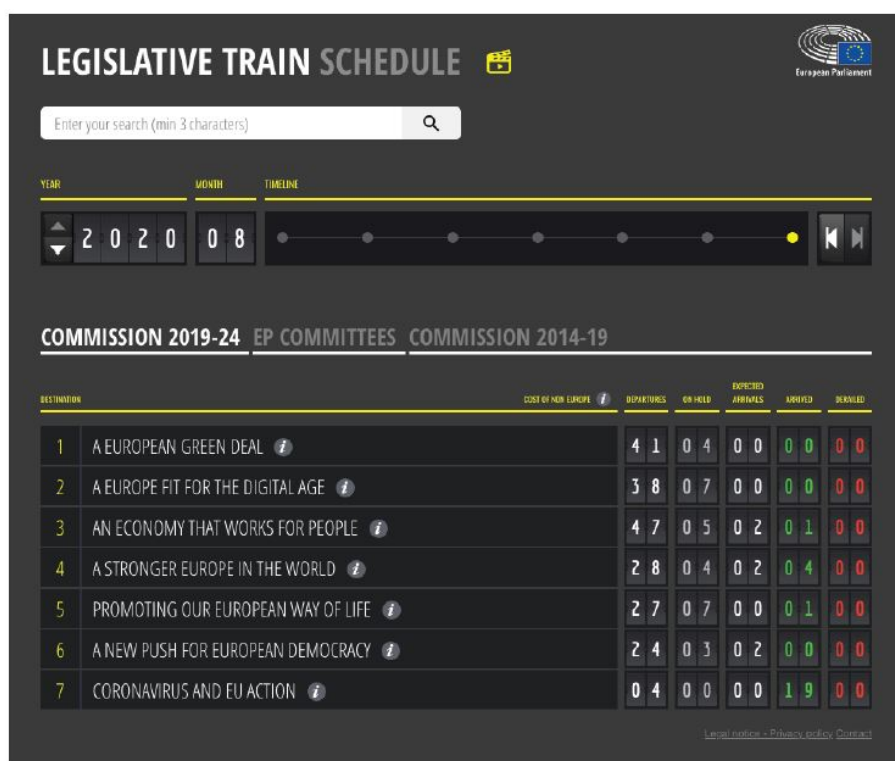 LEGISLATIVE TRAIN SCHEDULE
European Parliament
Enter your search (min 3 characters)
YEAR MONTH TIMELINE
2020 08
COMMISSION 2019-24 EP COMMITTEES COMMISSION 2014-19
DESTINATION COST OF NON EUROPE i DEPARTURES ON HOLD EXPECTED ARRIVALS ARRIVED DERAILED
1 A EUROPEAN GREEN DEAL i 41 04 00 00 00
2 A EUROPE FIT FOR THE DIGITAL AGE i 38 07 00 00 00
3 AN ECONOMY THAT WORKS FOR PEOPLE i 47 05 02 01 00
4 A STRONGER EUROPE IN THE WORLD i 28 04 02 04 00
5 PROMOTING OUR EUROPEAN WAY OF LIFE i 27 07 00 01 00
6 A NEW PUSH FOR EUROPEAN DEMOCRACY i 24 03 02 00 00
7 CORONAVIRUS AND EU ACTION i 04 00 00 19 00
Legal notice - Privacy policy Contact